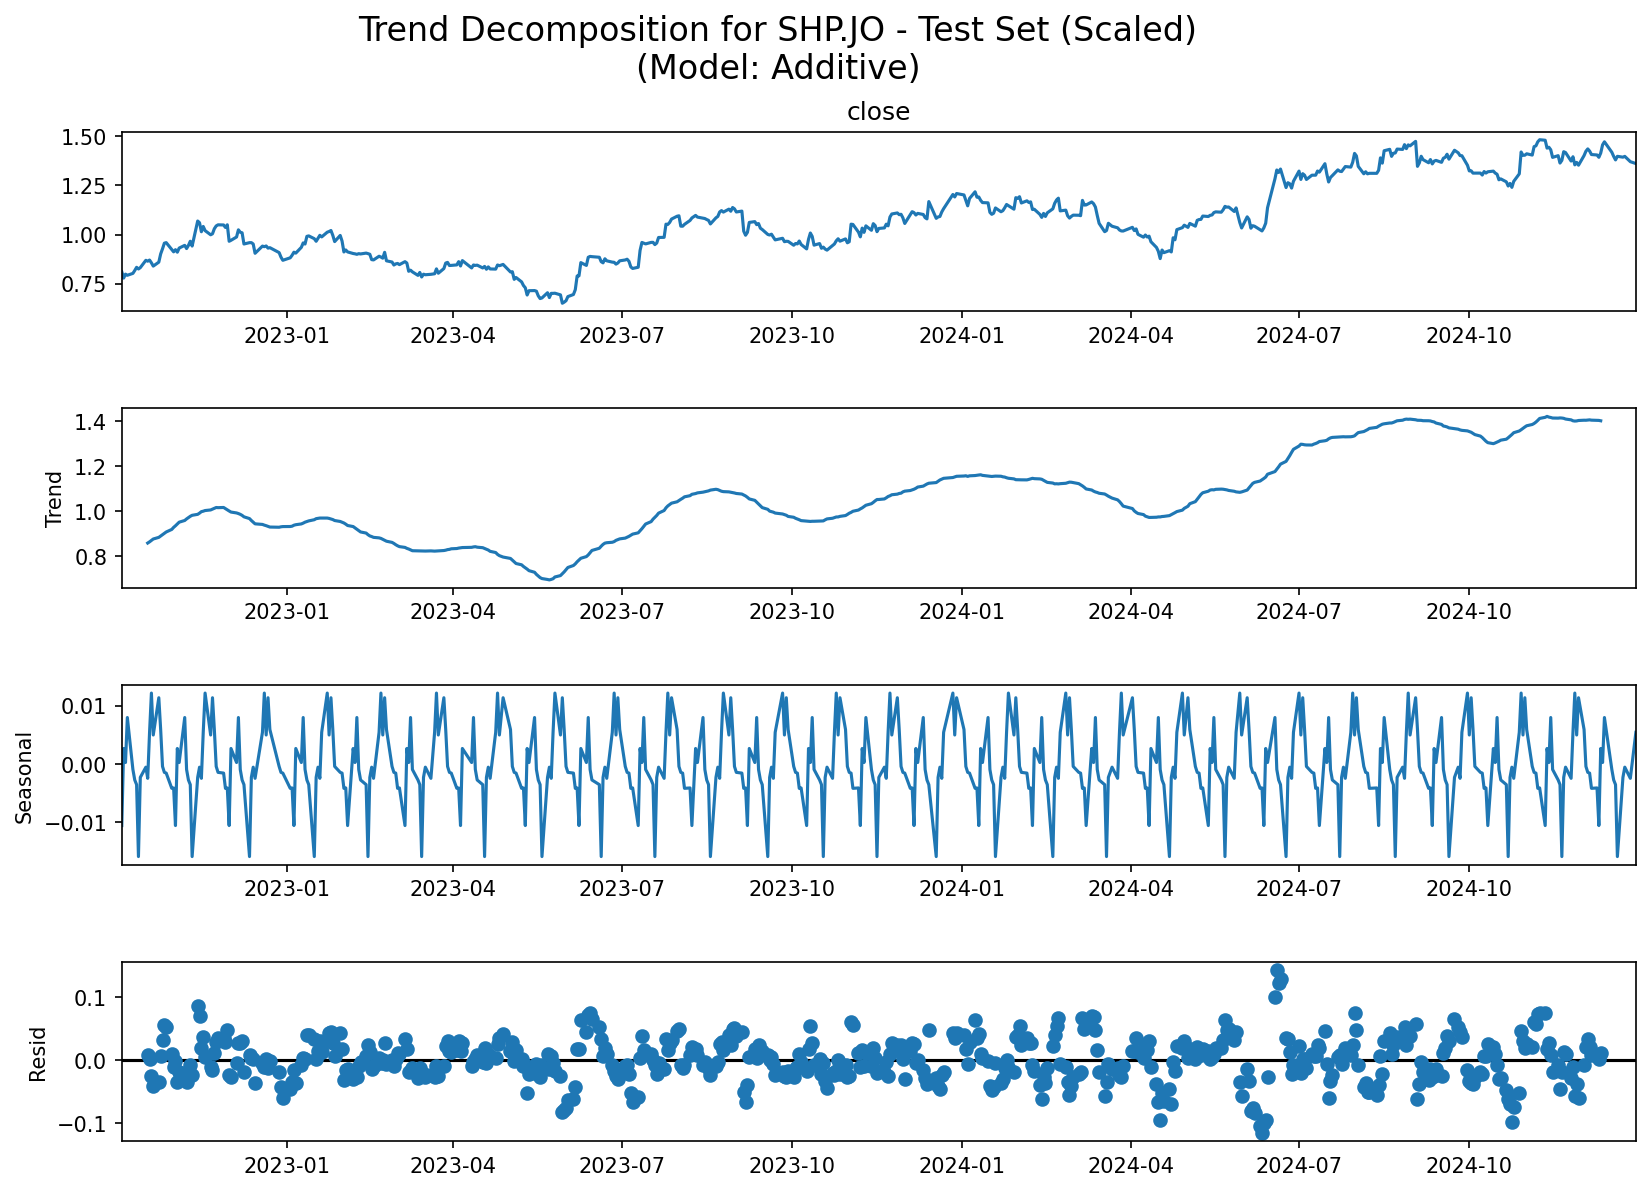 Trend Decomposition for SHP.JO - Test Set (Scaled)
(Model: Additive)
close
1.50
1.25
1.00
0.75
2023-01 2023-04 2023-07 2023-10 2024-01 2024-04 2024-07 2024-10
Trend
1.4
1.2
1.0
0.8
2023-01 2023-04 2023-07 2023-10 2024-01 2024-04 2024-07 2024-10
Seasonal
0.01
0.00
−0.01
2023-01 2023-04 2023-07 2023-10 2024-01 2024-04 2024-07 2024-10
Resid
0.1
0.0
−0.1
2023-01 2023-04 2023-07 2023-10 2024-01 2024-04 2024-07 2024-10